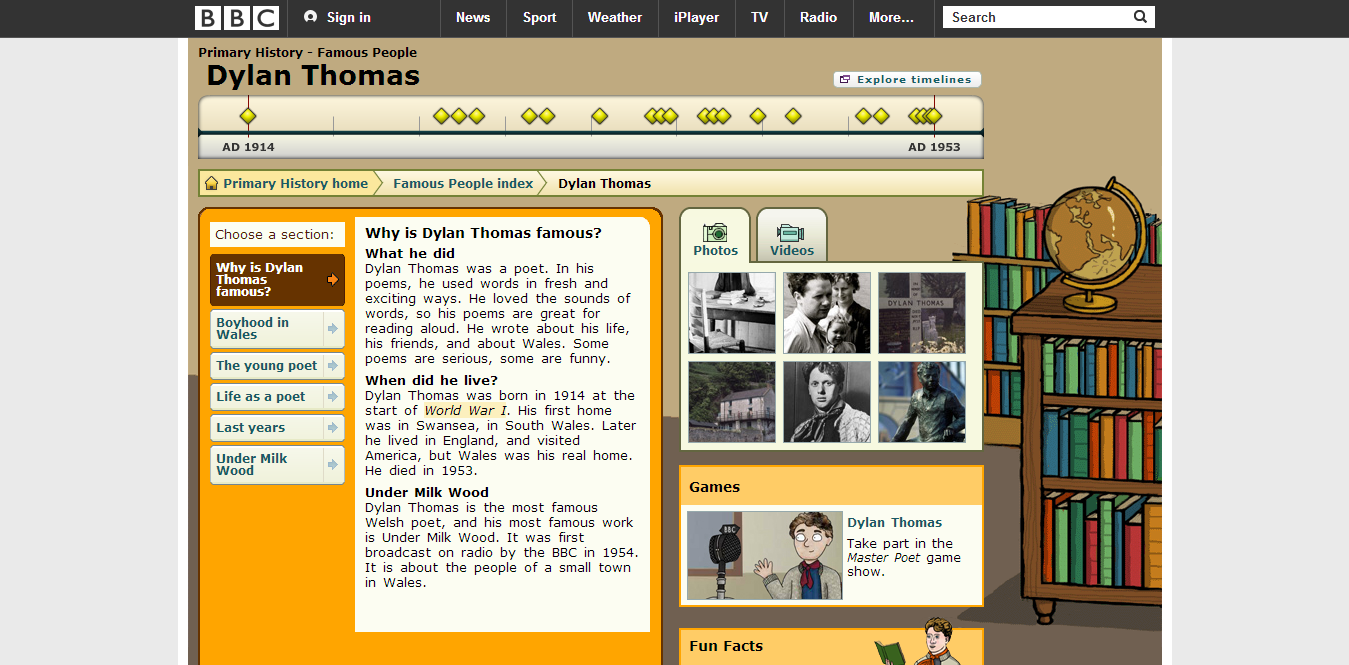 BBC
Sign in
News
Sport
Weather
iPlayer
TV
Radio
More...
Search
Primary History - Famous People
Dylan Thomas
Explore timelines
AD 1914
AD 1953
Primary History home
Famous People index
Dylan Thomas
Choose a section:
Why is Dylan
Thomas
famous?
Boyhood in
Wales
The young poet
Life as a poet
Last years
Under Milk
Wood
Why is Dylan Thomas famous?
What he did
Dylan Thomas was a poet. In his
poems, he used words in fresh and
exciting ways. He loved the sounds of
words, so his poems are great for
reading aloud. He wrote about his life,
his friends, and about Wales. Some
poems are serious, some are funny.
When did he live?
Dylan Thomas was born in 1914 at the
start of World War I. His first home
was in Swansea, in South Wales. Later
he lived in England, and visited
America, but Wales was his real home.
He died in 1953.
Under Milk Wood
Dylan Thomas is the most famous
Welsh poet, and his most famous work
is Under Milk Wood. It was first
broadcast on radio by the BBC in 1954.
It is about the people of a small town
in Wales.
Photos
Videos
DYLAN THOMAS
Games
BBC
Dylan Thomas
Take part in the
Master Poet game
show.
Fun Facts